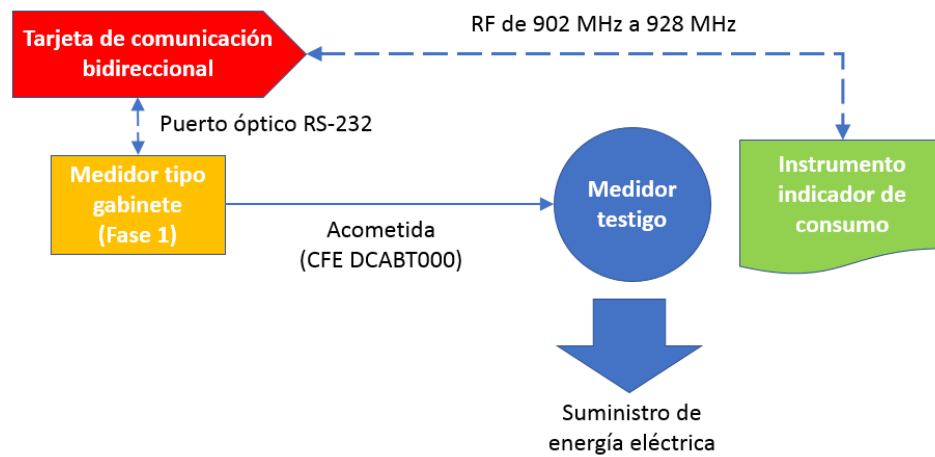 Tarjeta de comunicación
bidireccional
RF de 902 MHz a 928 MHz
Puerto óptico RS-232
Medidor tipo
gabinete
(Fase 1)
Acometida
(CFE DCABT000)
Medidor
testigo
Instrumento
indicador de
consumo
Suministro de
energía eléctrica